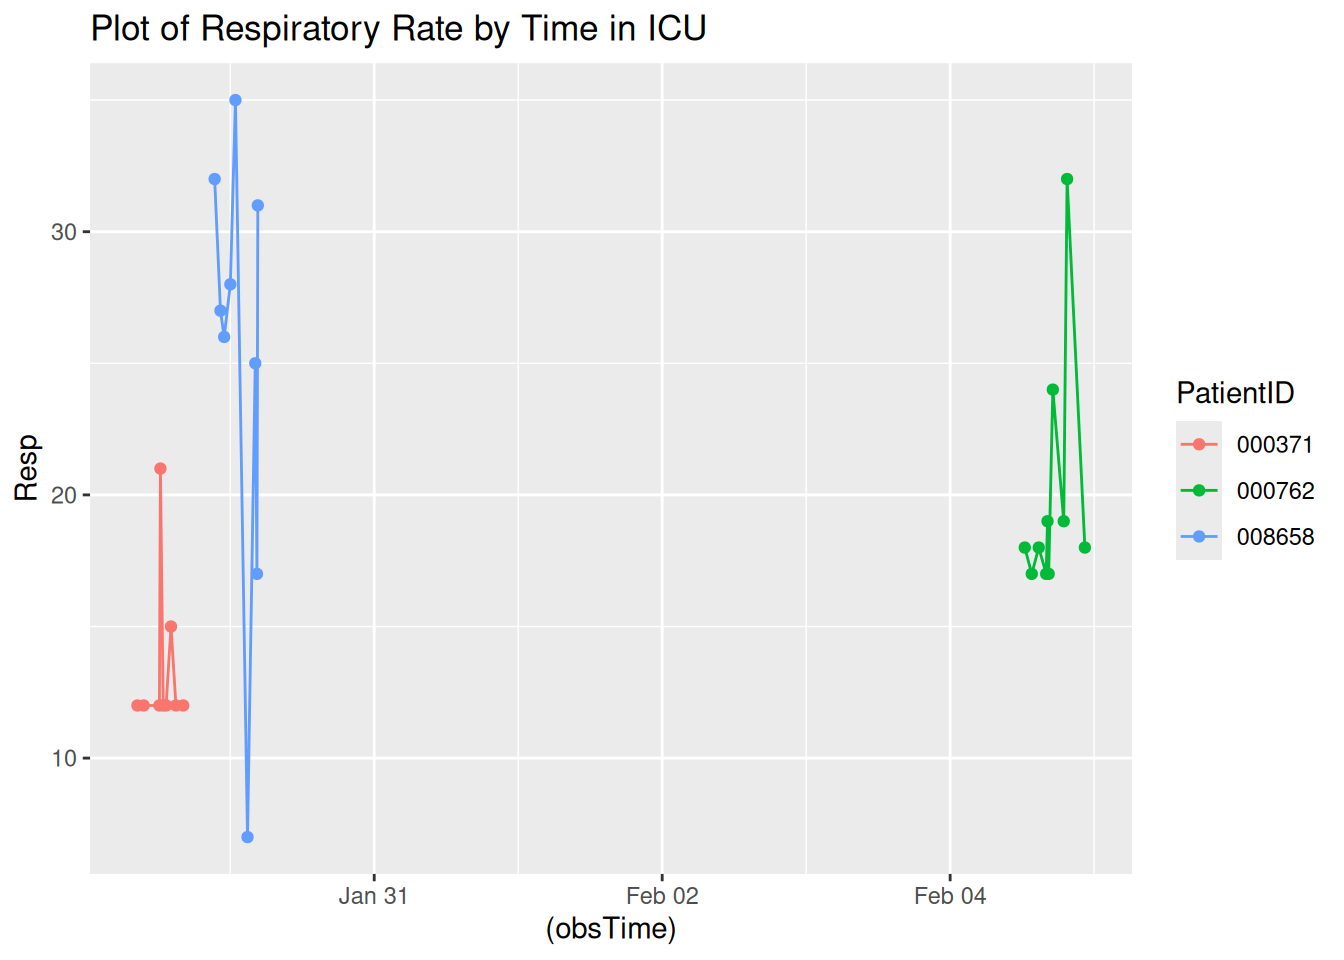 Plot of Respiratory Rate by Time in ICU
Resp
30
20
10
Jan 31
Feb 02
Feb 04
(obsTime)
PatientID
000371
000762
008658